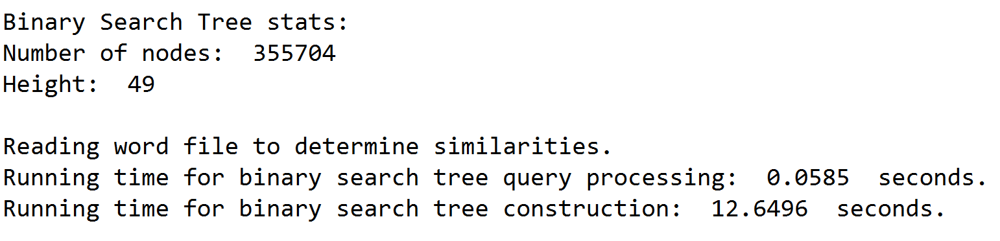 Binary Search Tree stats:
Number of nodes:  355704
Height:  49
Reading word file to determine similarities.
Running time for binary search tree query processing:  0.0585  seconds.
Running time for binary search tree construction:  12.6496  seconds.